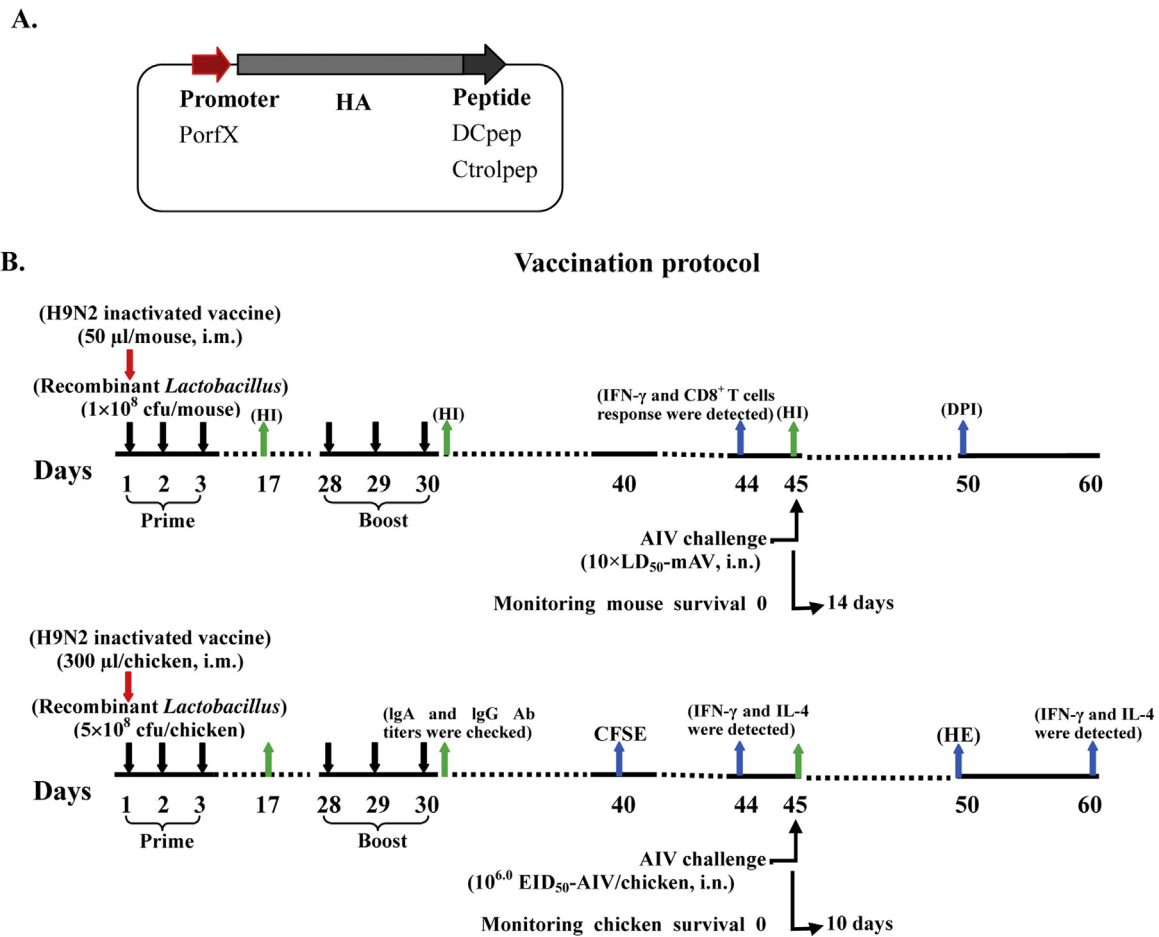 A.
Promoter
HA
Peptide
PorfX
DCpep
Ctrolpep
B.
Vaccination protocol
(H9N2 inactivated vaccine)
(50 µl/mouse, i.m.)
(Recombinant Lactobacillus)
(1×10⁸ cfu/mouse)
(HI)
(HI)
(IFN-γ and CD8⁺ T cells
response were detected)
(HI)
(DPI)
Days
1 2 3 17 28 29 30 40 44 45 50 60
Prime
Boost
AIV challenge
(10×LD₅₀-mAV, i.n.)
Monitoring mouse survival 0
14 days
(H9N2 inactivated vaccine)
(300 µl/chicken, i.m.)
(Recombinant Lactobacillus)
(5×10⁸ cfu/chicken)
(lgA and lgG Ab
titers were checked)
CFSE
(IFN-γ and IL-4
were detected)
(HE)
(IFN-γ and IL-4
were detected)
Days
1 2 3 17 28 29 30 40 44 45 50 60
Prime
Boost
AIV challenge
(10⁶·⁰ EID₅₀-AIV/chicken, i.n.)
Monitoring chicken survival 0
10 days